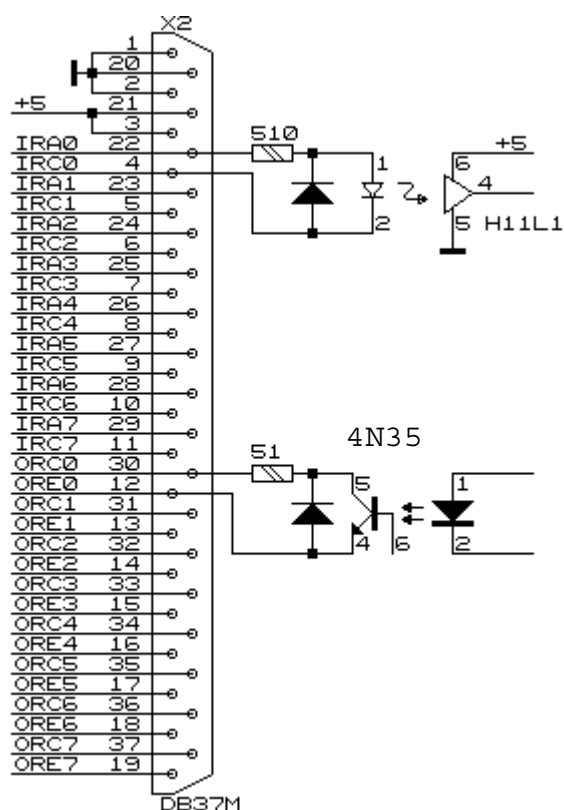 X2
1
20
2
+5 21
3
IRA0 22
IRC0 4
IRA1 23
IRC1 5
IRA2 24
IRC2 6
IRA3 25
IRC3 7
IRA4 26
IRC4 8
IRA5 27
IRC5 9
IRA6 28
IRC6 10
IRA7 29
IRC7 11
ORC0 30
ORE0 12
ORC1 31
ORE1 13
ORC2 32
ORE2 14
ORC3 33
ORE3 15
ORC4 34
ORE4 16
ORC5 35
ORE5 17
ORC6 36
ORE6 18
ORC7 37
ORE7 19
DB37M
510
1
2
+5
6
4
5 H11L1
4N35
51
5
4
6
1
2